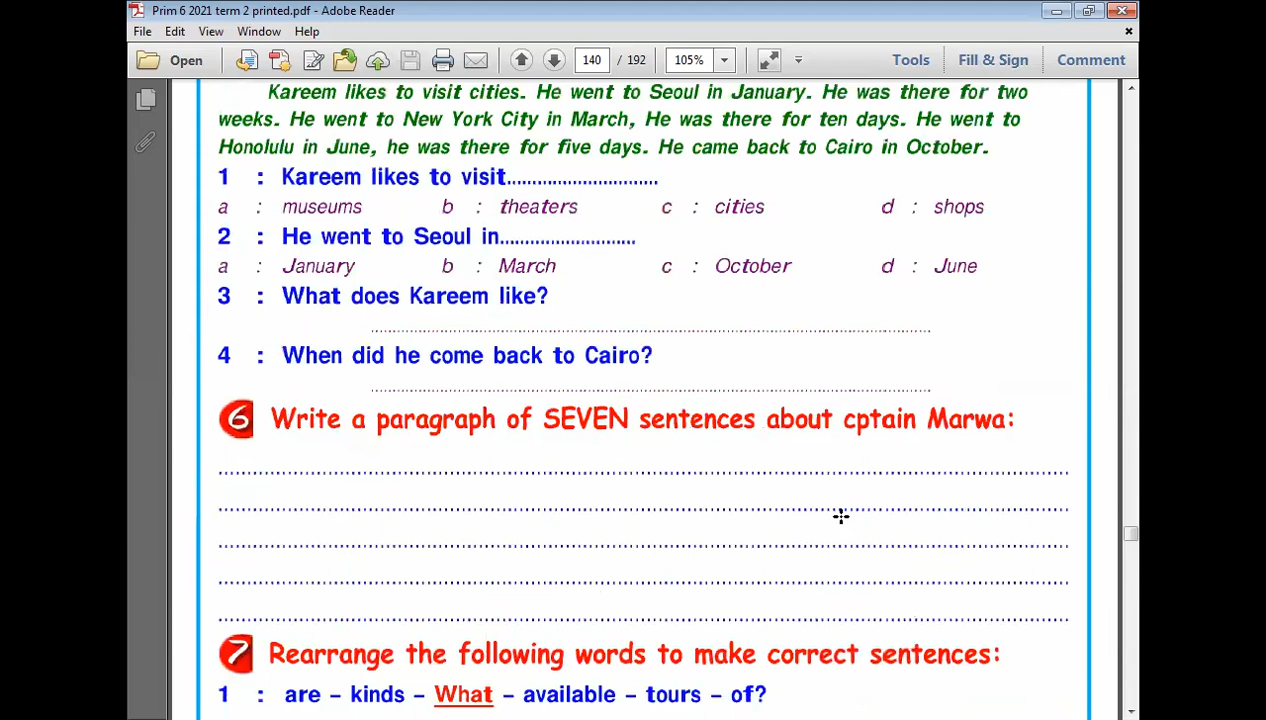 Prim 6 2021 term 2 printed.pdf - Adobe Reader
File Edit View Window Help
Open 140 / 192 105% Tools Fill & Sign Comment
Kareem likes to visit cities. He went to Seoul in January. He was there for two
weeks. He went to New York City in March, He was there for ten days. He went to
Honolulu in June, he was there for five days. He came back to Cairo in October.
1 : Kareem likes to visit.............................
a : museums b : theaters c : cities d : shops
2 : He went to Seoul in..........................
a : January b : March c : October d : June
3 : What does Kareem like?
4 : When did he come back to Cairo?
6 Write a paragraph of SEVEN sentences about cptain Marwa:
7 Rearrange the following words to make correct sentences:
1 : are – kinds – What – available – tours – of?